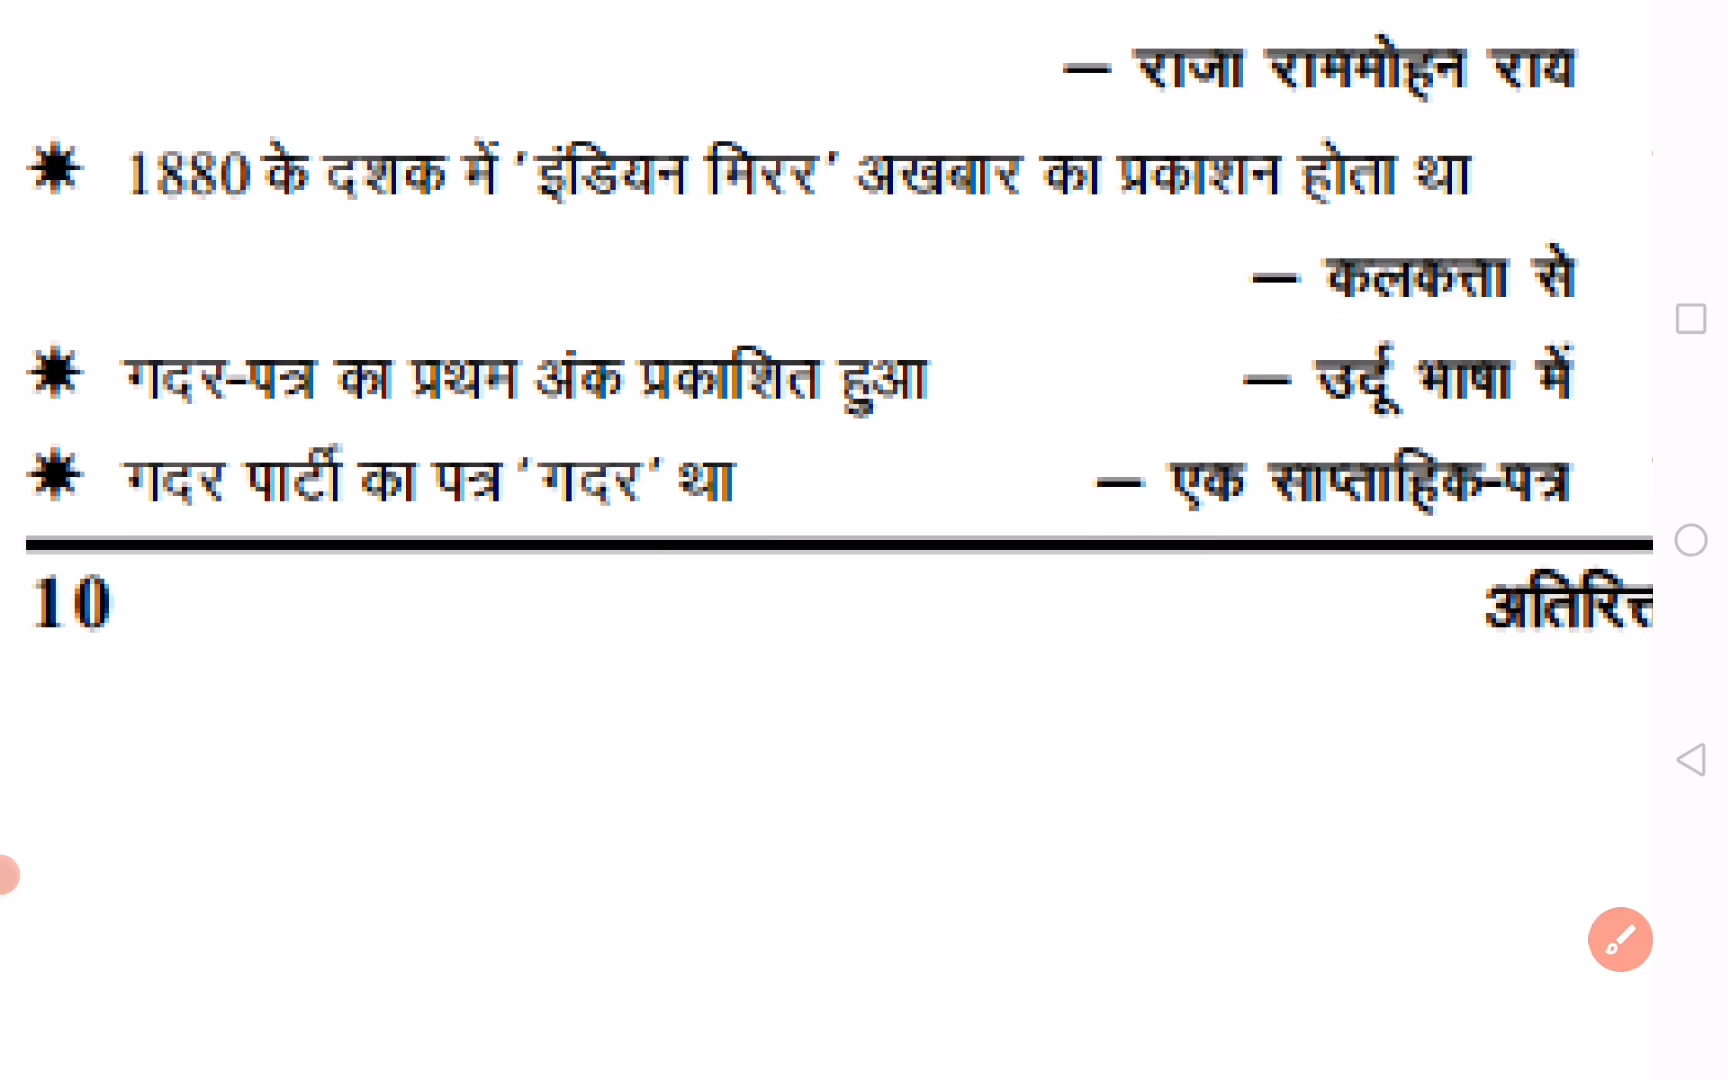 — राजा राममोहन राय
✷ 1880 के दशक में 'इंडियन मिरर' अखबार का प्रकाशन होता था
— कलकत्ता से
✷ गदर-पत्र का प्रथम अंक प्रकाशित हुआ — उर्दू भाषा में
✷ गदर पार्टी का पत्र 'गदर' था — एक साप्ताहिक-पत्र
10